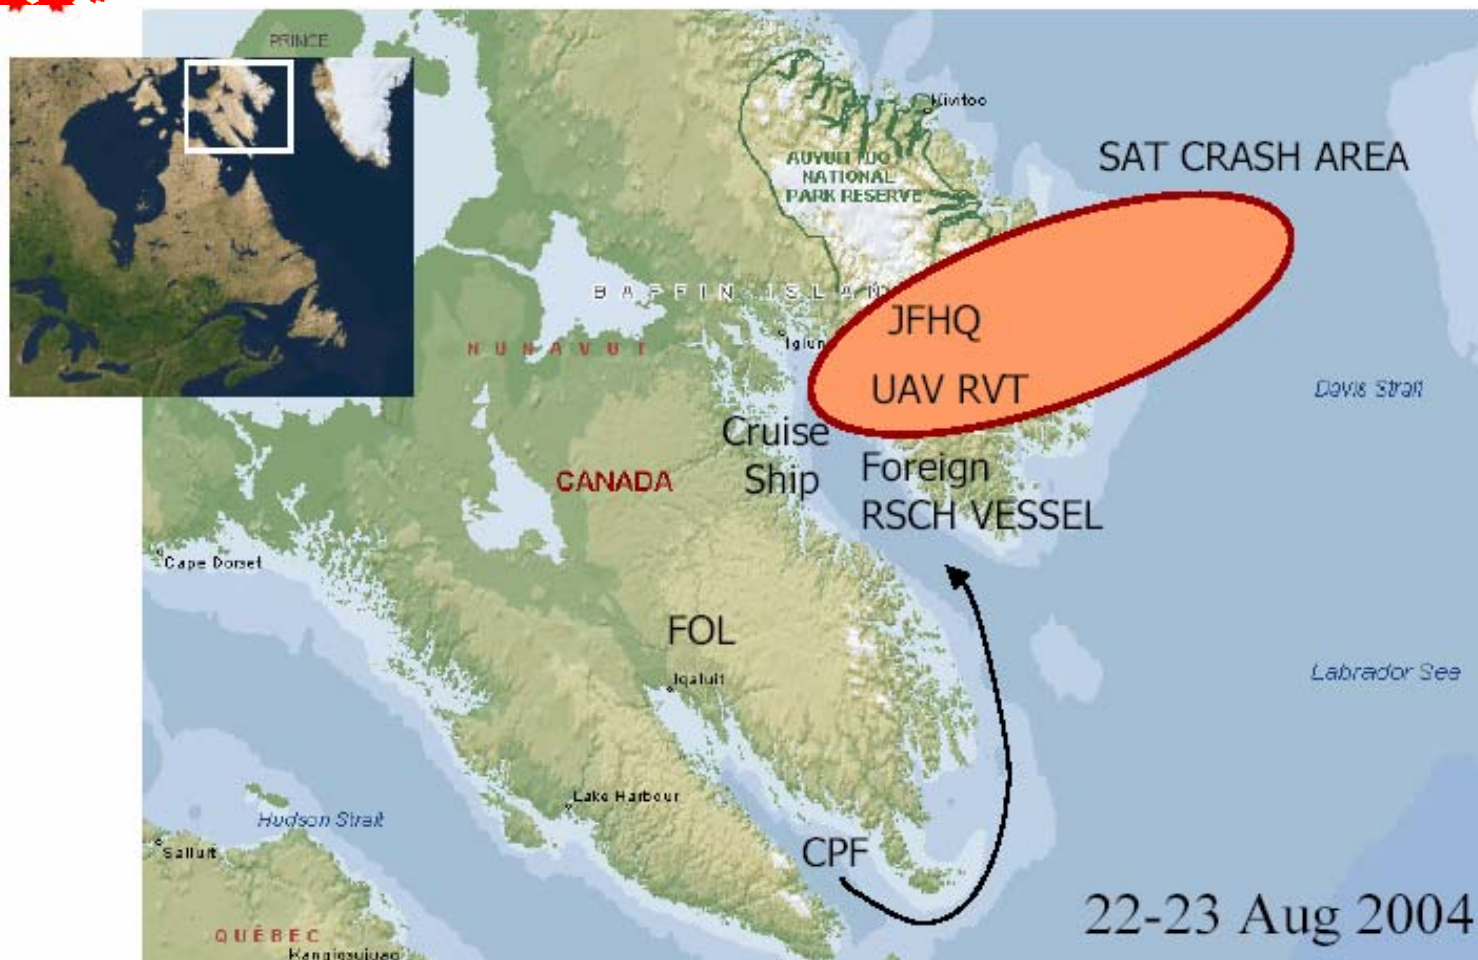 PRINCE
Kivitoo
SAT CRASH AREA
NATIONAL
PARK RESERVE
BAFFIN ISLAN
JFHQ
NUNAVUT
UAV RVT
Davis Strait
Cruise
Ship
Foreign
RSCH VESSEL
CANADA
Cape Dorset
FOL
Iqaluit
Labrador Sea
Lake Harbour
Hudson Strait
Salluit
CPF
22-23 Aug 2004
QUÉBEC